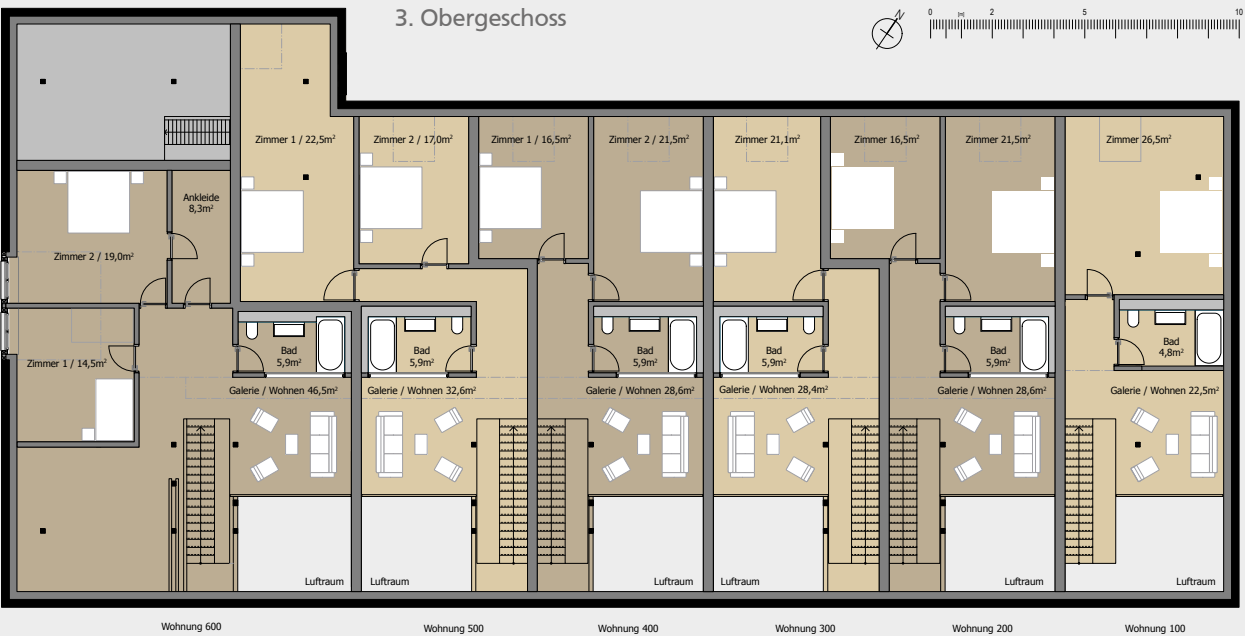 3. Obergeschoss
N
0 |m| 2 5 10
Zimmer 1 / 22,5m²
Zimmer 2 / 17,0m²
Zimmer 1 / 16,5m²
Zimmer 2 / 21,5m²
Zimmer 21,1m²
Zimmer 16,5m²
Zimmer 21,5m²
Zimmer 26,5m²
Ankleide
8,3m²
Zimmer 2 / 19,0m²
Zimmer 1 / 14,5m²
Bad
5,9m²
Bad
5,9m²
Bad
5,9m²
Bad
5,9m²
Bad
5,9m²
Bad
4,8m²
Galerie / Wohnen 46,5m²
Galerie / Wohnen 32,6m²
Galerie / Wohnen 28,6m²
Galerie / Wohnen 28,4m²
Galerie / Wohnen 28,6m²
Galerie / Wohnen 22,5m²
Luftraum
Luftraum
Luftraum
Luftraum
Luftraum
Luftraum
Wohnung 600
Wohnung 500
Wohnung 400
Wohnung 300
Wohnung 200
Wohnung 100